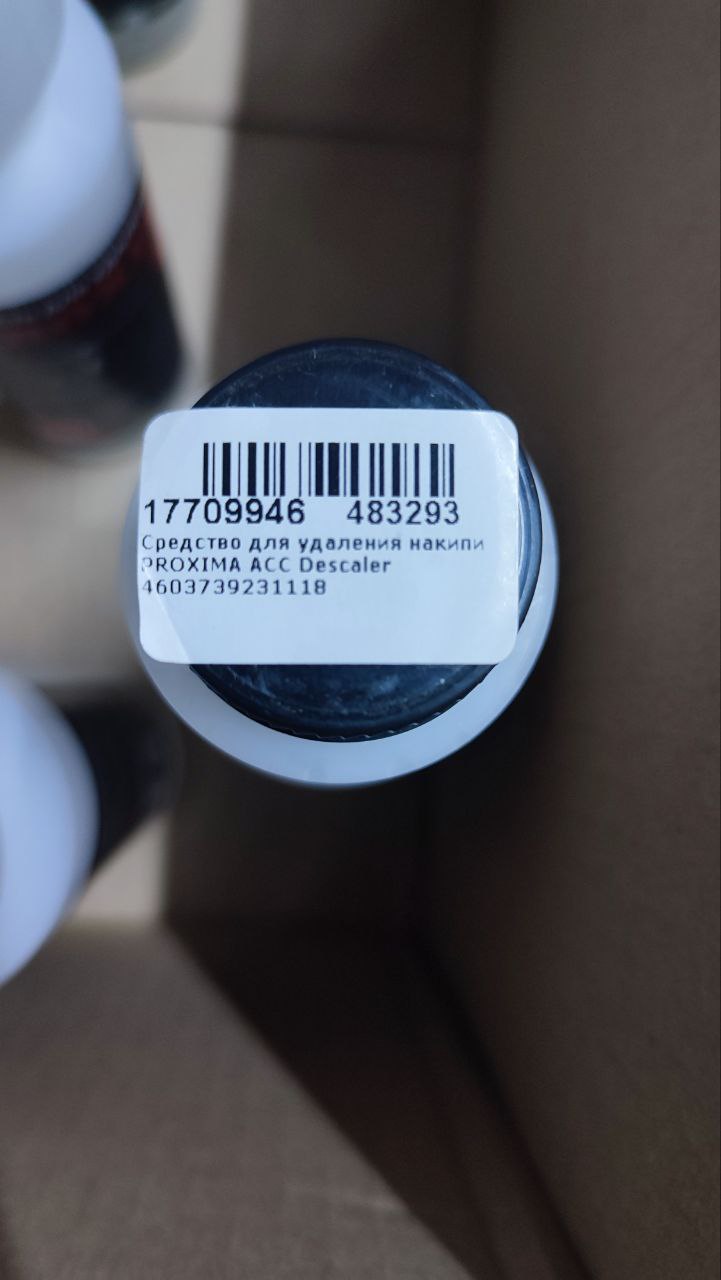 17709946 483293
Средство для удаления накипи
PROXIMA ACC Descaler
4603739231118